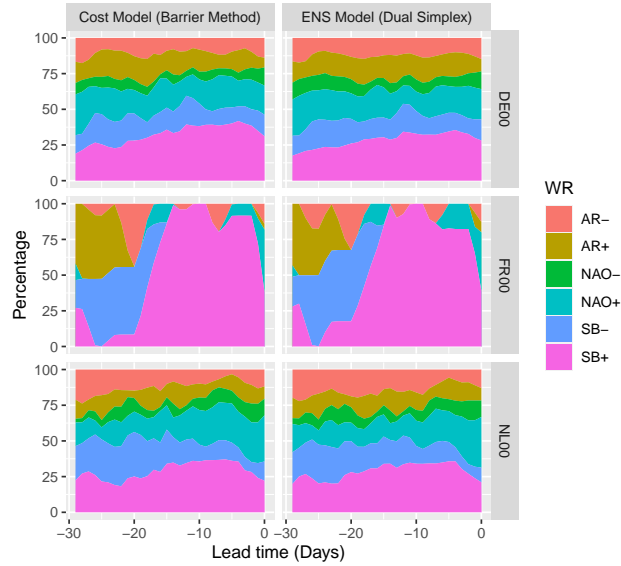 Cost Model (Barrier Method)
ENS Model (Dual Simplex)
100
75
50
25
0
DE00
100
75
50
25
0
FR00
100
75
50
25
0
NL00
Percentage
−30
−20
−10
0
−30
−20
−10
0
Lead time (Days)
WR
AR−
AR+
NAO−
NAO+
SB−
SB+